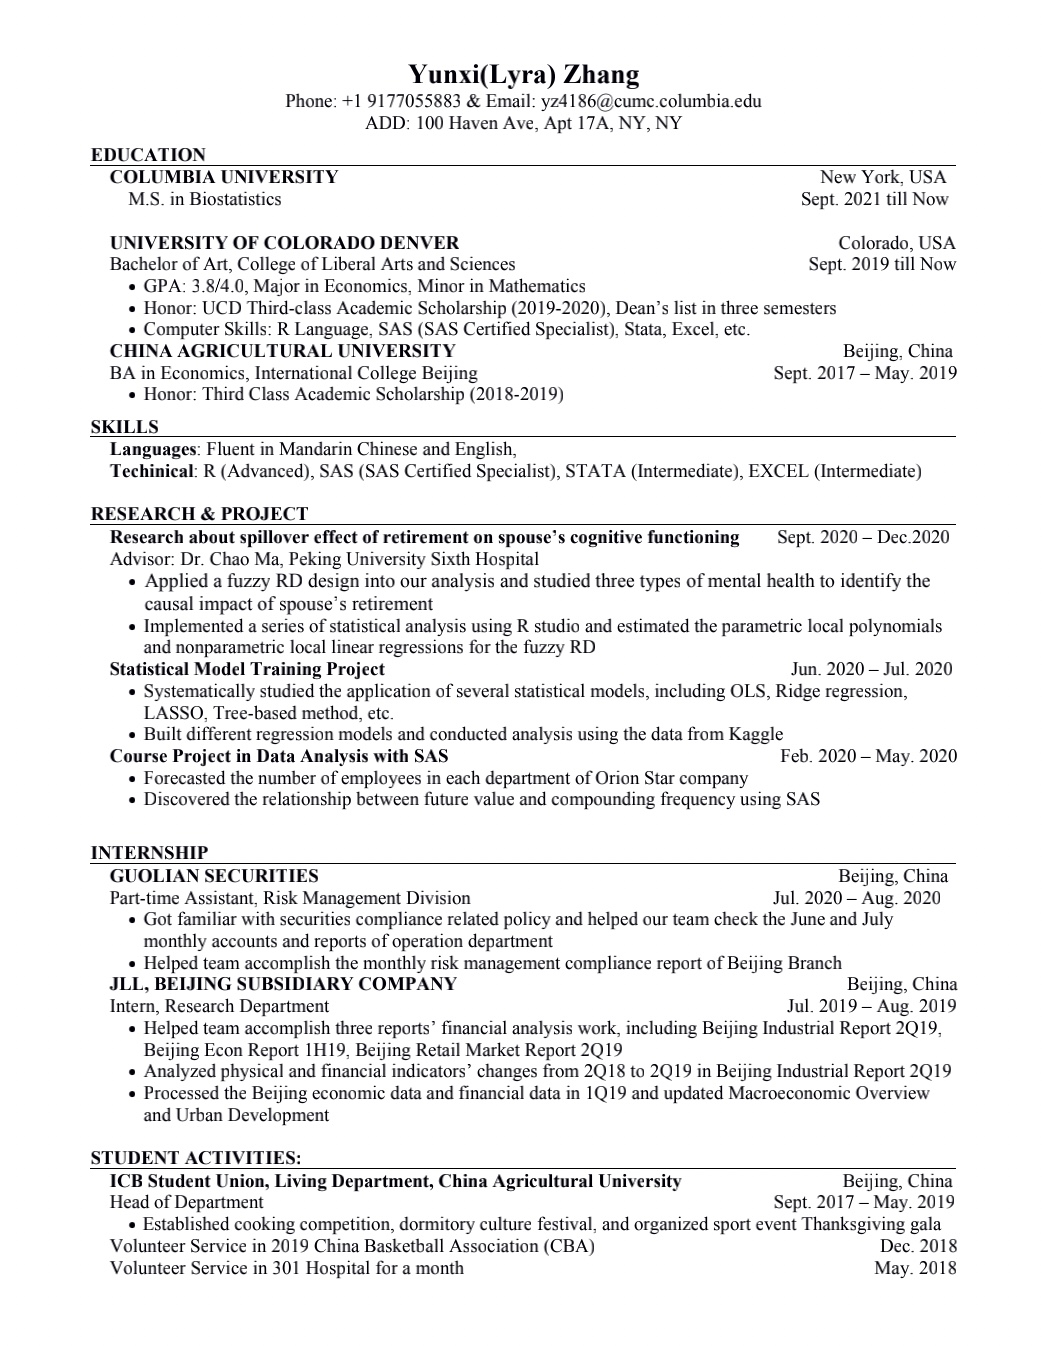 Yunxi(Lyra) Zhang
Phone: +1 9177055883 & Email: yz4186@cumc.columbia.edu
ADD: 100 Haven Ave, Apt 17A, NY, NY
EDUCATION
COLUMBIA UNIVERSITY New York, USA
M.S. in Biostatistics Sept. 2021 till Now
UNIVERSITY OF COLORADO DENVER Colorado, USA
Bachelor of Art, College of Liberal Arts and Sciences Sept. 2019 till Now
• GPA: 3.8/4.0, Major in Economics, Minor in Mathematics
• Honor: UCD Third-class Academic Scholarship (2019-2020), Dean’s list in three semesters
• Computer Skills: R Language, SAS (SAS Certified Specialist), Stata, Excel, etc.
CHINA AGRICULTURAL UNIVERSITY Beijing, China
BA in Economics, International College Beijing Sept. 2017 – May. 2019
• Honor: Third Class Academic Scholarship (2018-2019)
SKILLS
Languages: Fluent in Mandarin Chinese and English,
Techinical: R (Advanced), SAS (SAS Certified Specialist), STATA (Intermediate), EXCEL (Intermediate)
RESEARCH & PROJECT
Research about spillover effect of retirement on spouse’s cognitive functioning Sept. 2020 – Dec.2020
Advisor: Dr. Chao Ma, Peking University Sixth Hospital
• Applied a fuzzy RD design into our analysis and studied three types of mental health to identify the
causal impact of spouse’s retirement
• Implemented a series of statistical analysis using R studio and estimated the parametric local polynomials
and nonparametric local linear regressions for the fuzzy RD
Statistical Model Training Project Jun. 2020 – Jul. 2020
• Systematically studied the application of several statistical models, including OLS, Ridge regression,
LASSO, Tree-based method, etc.
• Built different regression models and conducted analysis using the data from Kaggle
Course Project in Data Analysis with SAS Feb. 2020 – May. 2020
• Forecasted the number of employees in each department of Orion Star company
• Discovered the relationship between future value and compounding frequency using SAS
INTERNSHIP
GUOLIAN SECURITIES Beijing, China
Part-time Assistant, Risk Management Division Jul. 2020 – Aug. 2020
• Got familiar with securities compliance related policy and helped our team check the June and July
monthly accounts and reports of operation department
• Helped team accomplish the monthly risk management compliance report of Beijing Branch
JLL, BEIJING SUBSIDIARY COMPANY Beijing, China
Intern, Research Department Jul. 2019 – Aug. 2019
• Helped team accomplish three reports’ financial analysis work, including Beijing Industrial Report 2Q19,
Beijing Econ Report 1H19, Beijing Retail Market Report 2Q19
• Analyzed physical and financial indicators’ changes from 2Q18 to 2Q19 in Beijing Industrial Report 2Q19
• Processed the Beijing economic data and financial data in 1Q19 and updated Macroeconomic Overview
and Urban Development
STUDENT ACTIVITIES:
ICB Student Union, Living Department, China Agricultural University Beijing, China
Head of Department Sept. 2017 – May. 2019
• Established cooking competition, dormitory culture festival, and organized sport event Thanksgiving gala
Volunteer Service in 2019 China Basketball Association (CBA) Dec. 2018
Volunteer Service in 301 Hospital for a month May. 2018